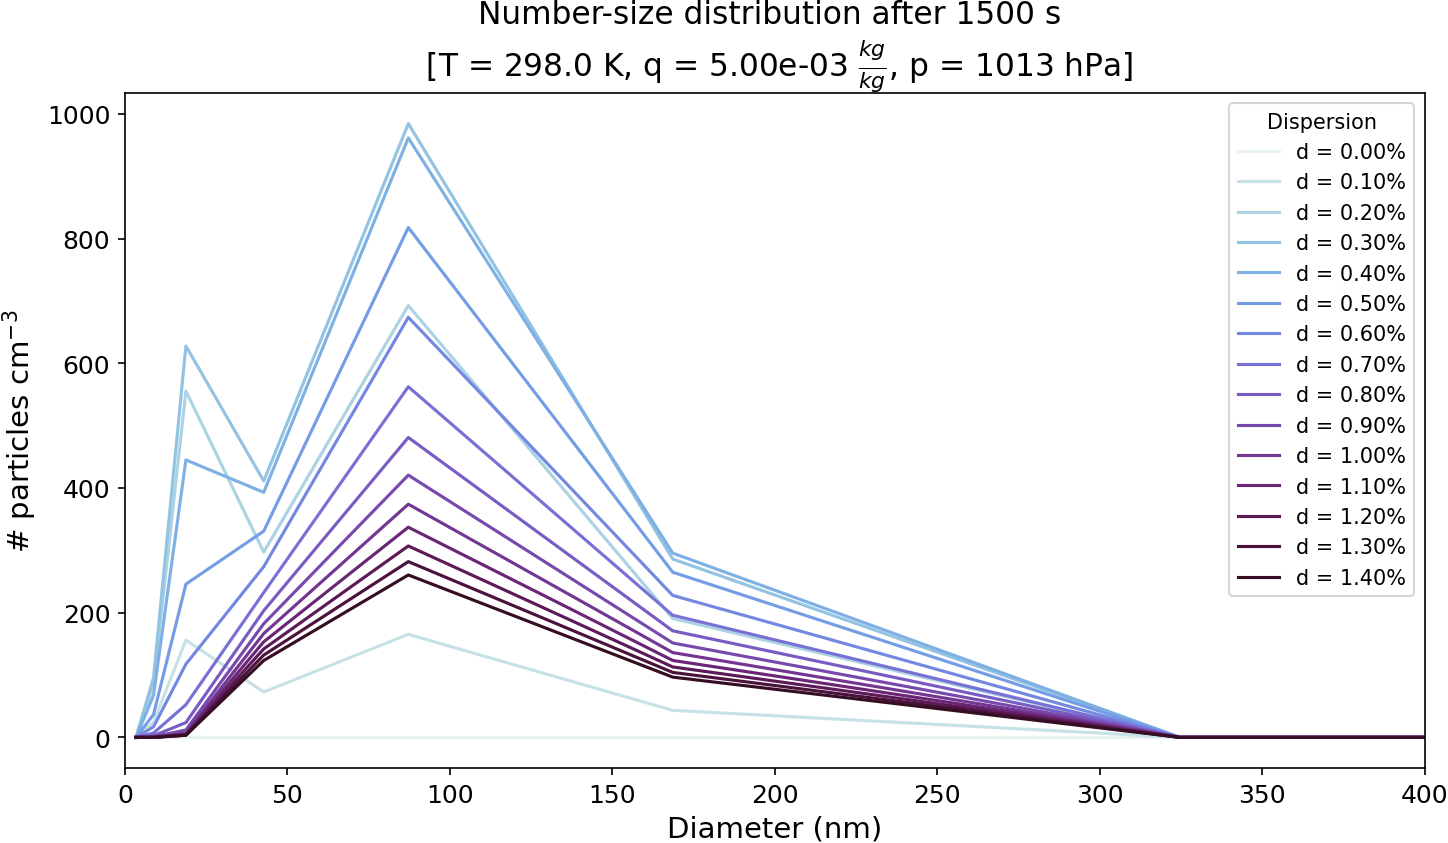 Number-size distribution after 1500 s
[T = 298.0 K, q = 5.00e-03 kg/kg, p = 1013 hPa]
# particles cm⁻³
1000
800
600
400
200
0
0 50 100 150 200 250 300 350 400
Diameter (nm)
Dispersion
d = 0.00%
d = 0.10%
d = 0.20%
d = 0.30%
d = 0.40%
d = 0.50%
d = 0.60%
d = 0.70%
d = 0.80%
d = 0.90%
d = 1.00%
d = 1.10%
d = 1.20%
d = 1.30%
d = 1.40%